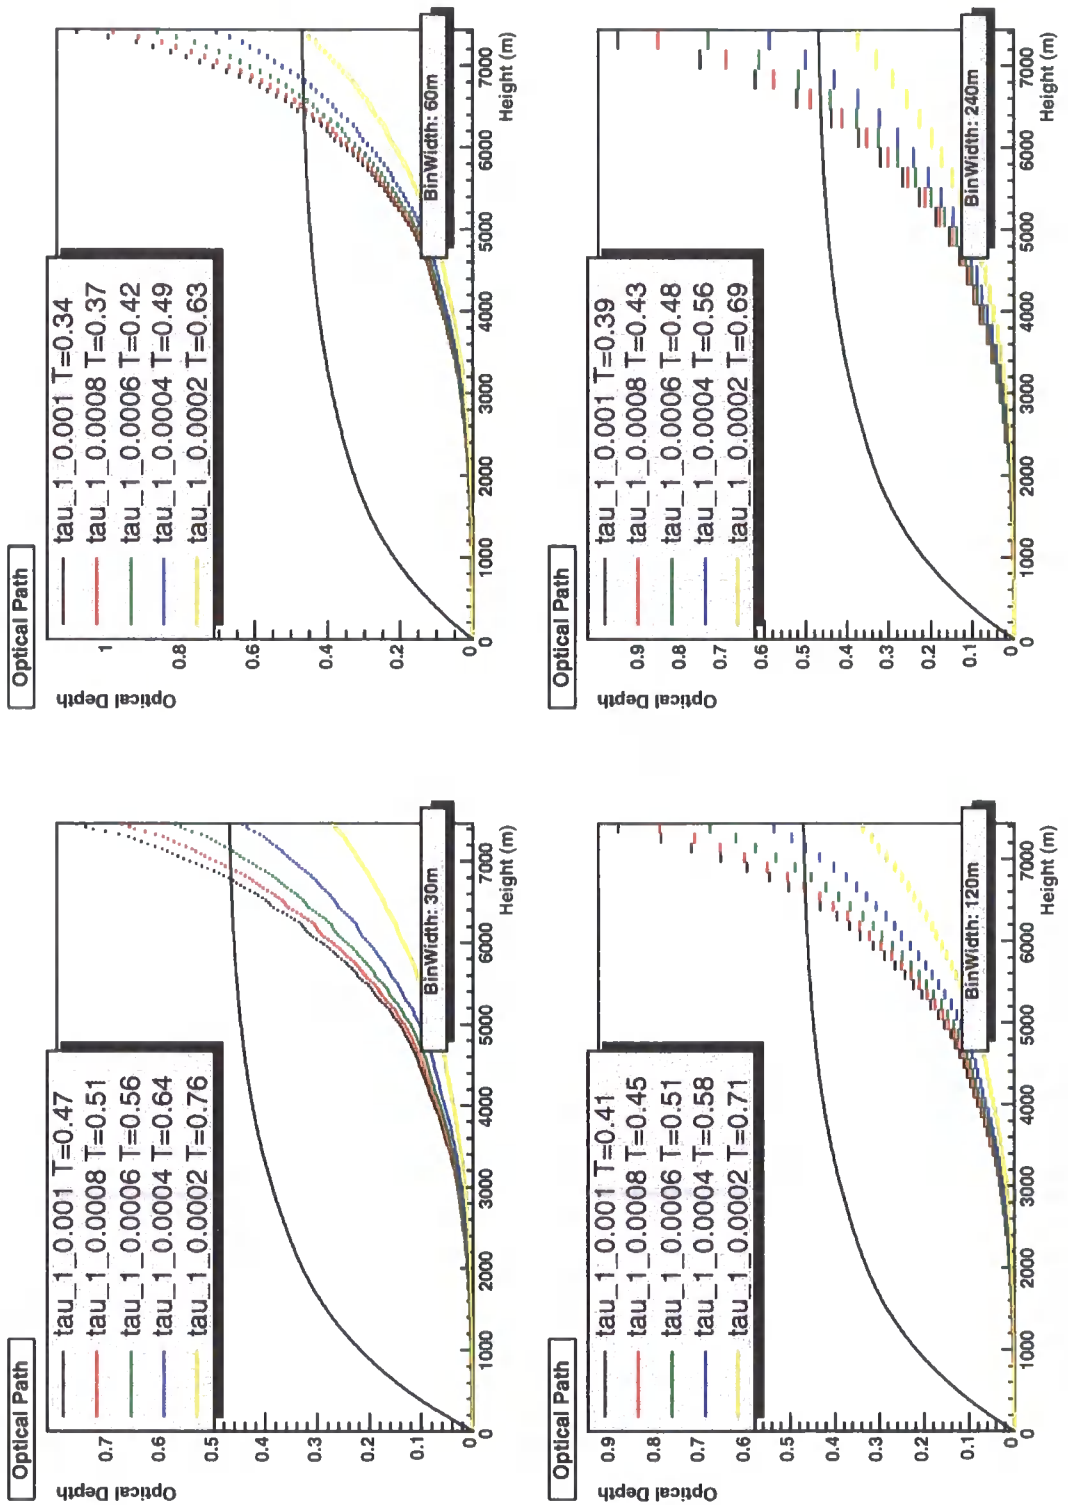 Optical Path
Optical Depth
tau_1_0.001 T=0.47
tau_1_0.0008 T=0.51
tau_1_0.0006 T=0.56
tau_1_0.0004 T=0.64
tau_1_0.0002 T=0.76
0.7
0.6
0.5
0.4
0.3
0.2
0.1
0
BinWidth: 30m
0 1000 2000 3000 4000 5000 6000 7000
Height (m)
Optical Path
Optical Depth
tau_1_0.001 T=0.34
tau_1_0.0008 T=0.37
tau_1_0.0006 T=0.42
tau_1_0.0004 T=0.49
tau_1_0.0002 T=0.63
1
0.8
0.6
0.4
0.2
0
BinWidth: 60m
0 1000 2000 3000 4000 5000 6000 7000
Height (m)
Optical Path
Optical Depth
tau_1_0.001 T=0.41
tau_1_0.0008 T=0.45
tau_1_0.0006 T=0.51
tau_1_0.0004 T=0.58
tau_1_0.0002 T=0.71
0.9
0.8
0.7
0.6
0.5
0.4
0.3
0.2
0.1
0
BinWidth: 120m
0 1000 2000 3000 4000 5000 6000 7000
Height (m)
Optical Path
Optical Depth
tau_1_0.001 T=0.39
tau_1_0.0008 T=0.43
tau_1_0.0006 T=0.48
tau_1_0.0004 T=0.56
tau_1_0.0002 T=0.69
0.9
0.8
0.7
0.6
0.5
0.4
0.3
0.2
0.1
0
BinWidth: 240m
0 1000 2000 3000 4000 5000 6000 7000
Height (m)